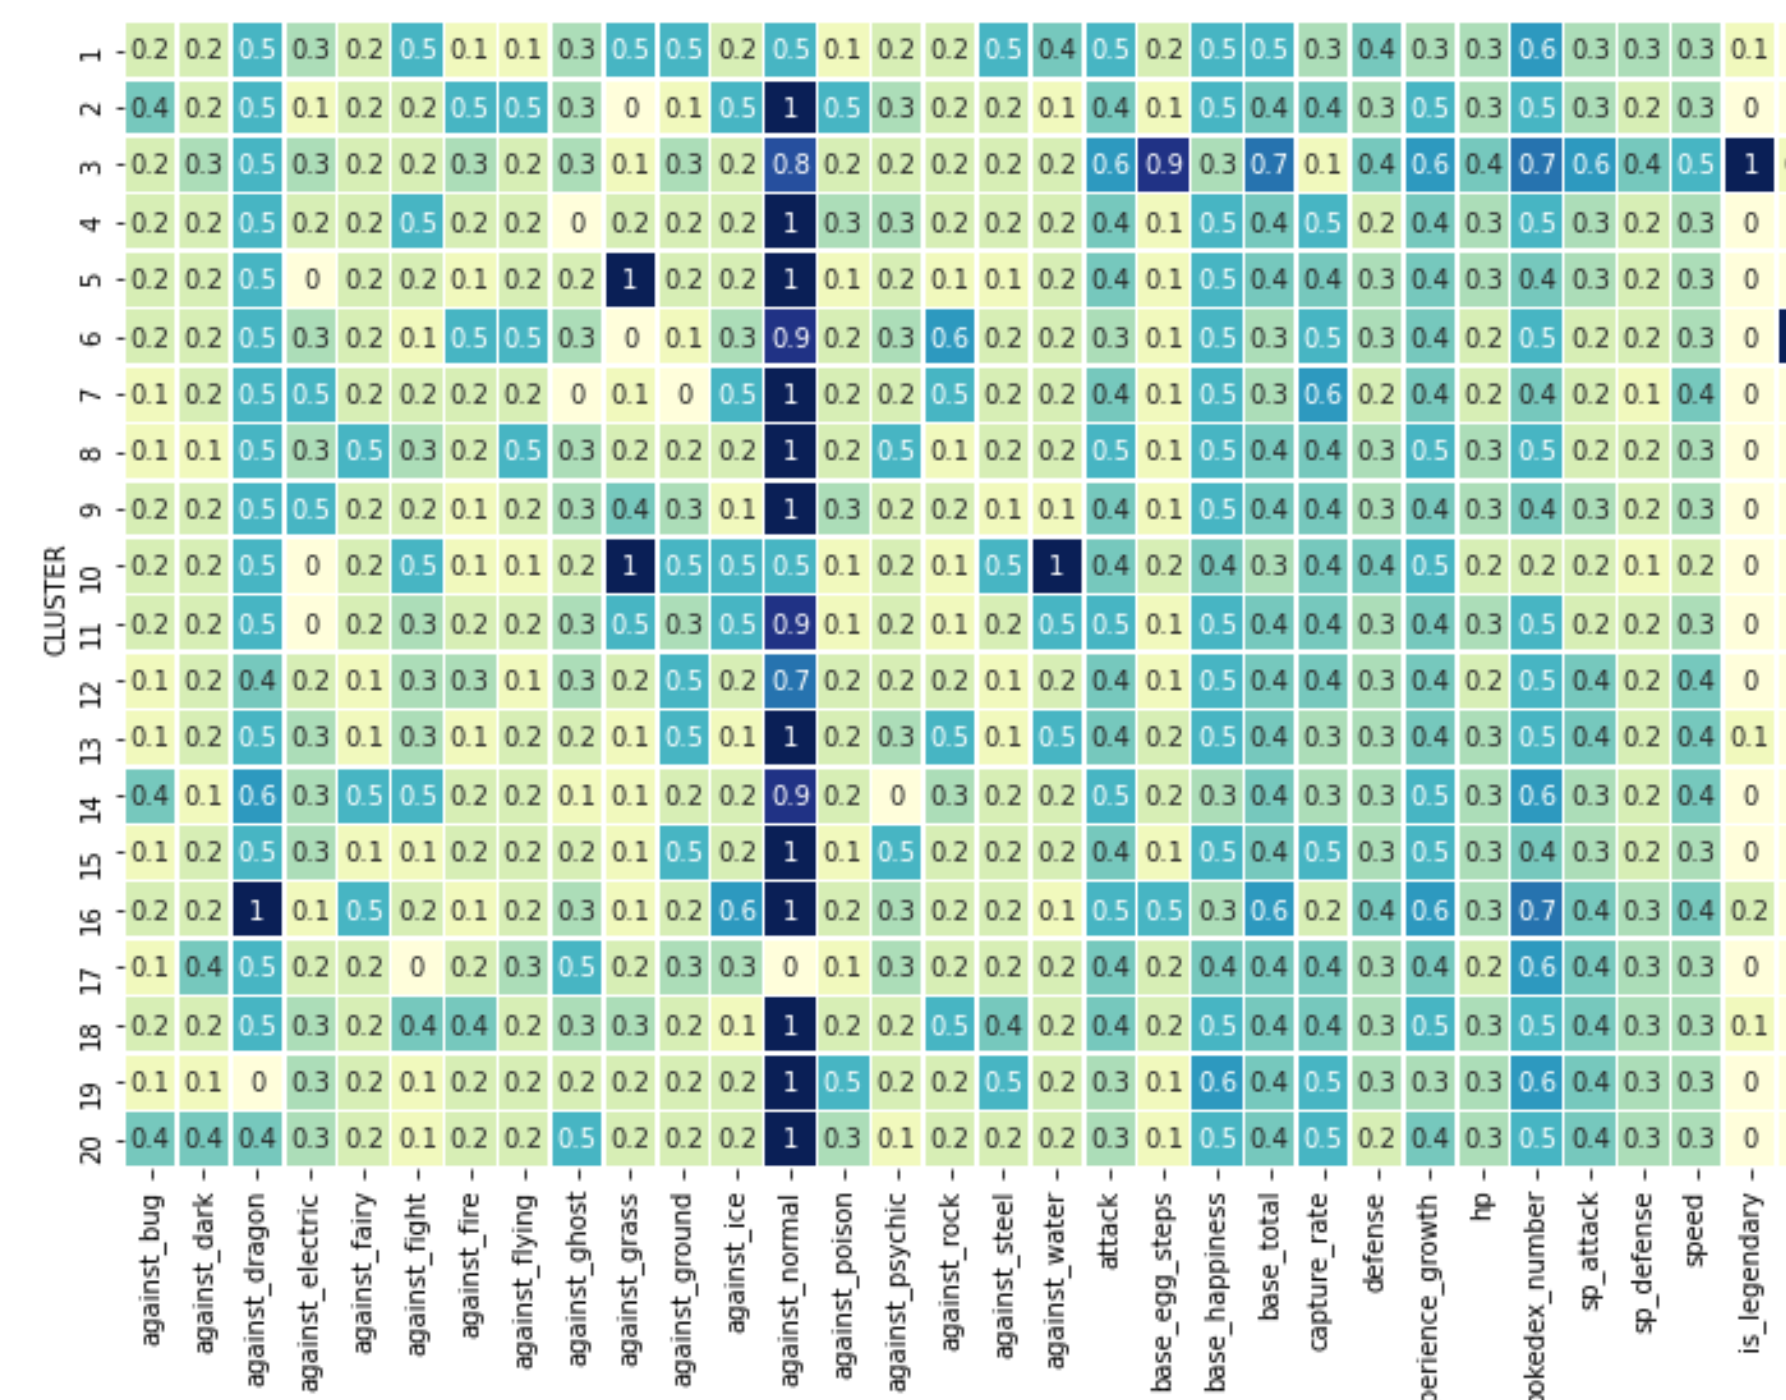 1 0.2 0.2 0.5 0.3 0.2 0.5 0.1 0.1 0.3 0.5 0.5 0.2 0.5 0.1 0.2 0.2 0.5 0.4 0.5 0.2 0.5 0.5 0.3 0.4 0.3 0.3 0.6 0.3 0.3 0.3 0.1
2 0.4 0.2 0.5 0.1 0.2 0.2 0.5 0.5 0.3 0 0.1 0.5 1 0.5 0.3 0.2 0.2 0.1 0.4 0.1 0.5 0.4 0.4 0.3 0.5 0.3 0.5 0.3 0.2 0.3 0
3 0.2 0.3 0.5 0.3 0.2 0.2 0.3 0.2 0.3 0.1 0.3 0.2 0.8 0.2 0.2 0.2 0.2 0.2 0.6 0.9 0.3 0.7 0.1 0.4 0.6 0.4 0.7 0.6 0.4 0.5 1
4 0.2 0.2 0.5 0.2 0.2 0.5 0.2 0.2 0 0.2 0.2 0.2 1 0.3 0.3 0.2 0.2 0.2 0.4 0.1 0.5 0.4 0.5 0.2 0.4 0.3 0.5 0.3 0.2 0.3 0
5 0.2 0.2 0.5 0 0.2 0.2 0.1 0.2 0.2 1 0.2 0.2 1 0.1 0.2 0.1 0.1 0.2 0.4 0.1 0.5 0.4 0.4 0.3 0.4 0.3 0.4 0.3 0.2 0.3 0
6 0.2 0.2 0.5 0.3 0.2 0.1 0.5 0.5 0.3 0 0.1 0.3 0.9 0.2 0.3 0.6 0.2 0.2 0.3 0.1 0.5 0.3 0.5 0.3 0.4 0.2 0.5 0.2 0.2 0.3 0
7 0.1 0.2 0.5 0.5 0.2 0.2 0.2 0.2 0 0.1 0 0.5 1 0.2 0.2 0.5 0.2 0.2 0.4 0.1 0.5 0.3 0.6 0.2 0.4 0.2 0.4 0.2 0.1 0.4 0
8 0.1 0.1 0.5 0.3 0.5 0.3 0.2 0.5 0.3 0.2 0.2 0.2 1 0.2 0.5 0.1 0.2 0.2 0.5 0.1 0.5 0.4 0.4 0.3 0.5 0.3 0.5 0.2 0.2 0.3 0
9 0.2 0.2 0.5 0.5 0.2 0.2 0.1 0.2 0.3 0.4 0.3 0.1 1 0.3 0.2 0.2 0.1 0.1 0.4 0.1 0.5 0.4 0.4 0.3 0.4 0.3 0.4 0.3 0.2 0.3 0
10 0.2 0.2 0.5 0 0.2 0.5 0.1 0.1 0.2 1 0.5 0.5 0.5 0.1 0.2 0.1 0.5 1 0.4 0.2 0.4 0.3 0.4 0.4 0.5 0.2 0.2 0.2 0.1 0.2 0
CLUSTER
11 0.2 0.2 0.5 0 0.2 0.3 0.2 0.2 0.3 0.5 0.3 0.5 0.9 0.1 0.2 0.1 0.2 0.5 0.5 0.1 0.5 0.4 0.4 0.3 0.4 0.3 0.5 0.2 0.2 0.3 0
12 0.1 0.2 0.4 0.2 0.1 0.3 0.3 0.1 0.3 0.2 0.5 0.2 0.7 0.2 0.2 0.2 0.1 0.2 0.4 0.1 0.5 0.4 0.4 0.3 0.4 0.2 0.5 0.4 0.2 0.4 0
13 0.1 0.2 0.5 0.3 0.1 0.3 0.1 0.2 0.2 0.1 0.5 0.1 1 0.2 0.3 0.5 0.1 0.5 0.4 0.2 0.5 0.4 0.3 0.3 0.4 0.3 0.5 0.4 0.2 0.4 0.1
14 0.4 0.1 0.6 0.3 0.5 0.5 0.2 0.2 0.1 0.1 0.2 0.2 0.9 0.2 0 0.3 0.2 0.2 0.5 0.2 0.3 0.4 0.3 0.3 0.5 0.3 0.6 0.3 0.2 0.4 0
15 0.1 0.2 0.5 0.3 0.1 0.1 0.2 0.2 0.2 0.1 0.5 0.2 1 0.1 0.5 0.2 0.2 0.2 0.4 0.1 0.5 0.4 0.5 0.3 0.5 0.3 0.4 0.3 0.2 0.3 0
16 0.2 0.2 1 0.1 0.5 0.2 0.1 0.2 0.3 0.1 0.2 0.6 1 0.2 0.3 0.2 0.2 0.1 0.5 0.5 0.3 0.6 0.2 0.4 0.6 0.3 0.7 0.4 0.3 0.4 0.2
17 0.1 0.4 0.5 0.2 0.2 0 0.2 0.3 0.5 0.2 0.3 0.3 0 0.1 0.3 0.2 0.2 0.2 0.4 0.2 0.4 0.4 0.4 0.3 0.4 0.2 0.6 0.4 0.3 0.3 0
18 0.2 0.2 0.5 0.3 0.2 0.4 0.4 0.2 0.3 0.3 0.2 0.1 1 0.2 0.2 0.5 0.4 0.2 0.4 0.2 0.5 0.4 0.4 0.3 0.5 0.3 0.5 0.4 0.3 0.3 0.1
19 0.1 0.1 0 0.3 0.2 0.1 0.2 0.2 0.2 0.2 0.2 0.2 1 0.5 0.2 0.2 0.5 0.2 0.3 0.1 0.6 0.4 0.5 0.3 0.3 0.3 0.6 0.4 0.3 0.3 0
20 0.4 0.4 0.4 0.3 0.2 0.1 0.2 0.2 0.5 0.2 0.2 0.2 1 0.3 0.1 0.2 0.2 0.2 0.3 0.1 0.5 0.4 0.5 0.2 0.4 0.3 0.5 0.4 0.3 0.3 0
against_bug
against_dark
against_dragon
against_electric
against_fairy
against_fight
against_fire
against_flying
against_ghost
against_grass
against_ground
against_ice
against_normal
against_poison
against_psychic
against_rock
against_steel
against_water
attack
base_egg_steps
base_happiness
base_total
capture_rate
defense
perience_growth
hp
okedex_number
sp_attack
sp_defense
speed
is_legendary